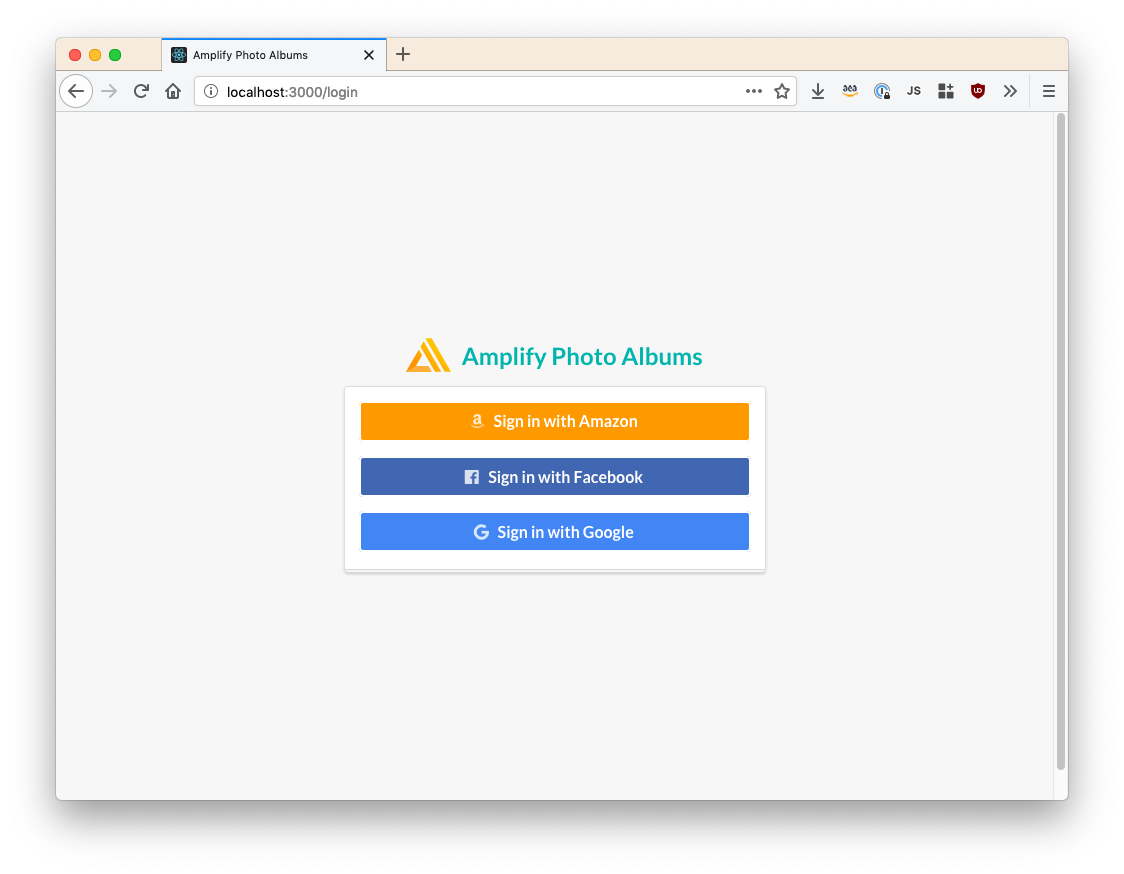 Amplify Photo Albums
localhost:3000/login
JS
Amplify Photo Albums
Sign in with Amazon
Sign in with Facebook
Sign in with Google